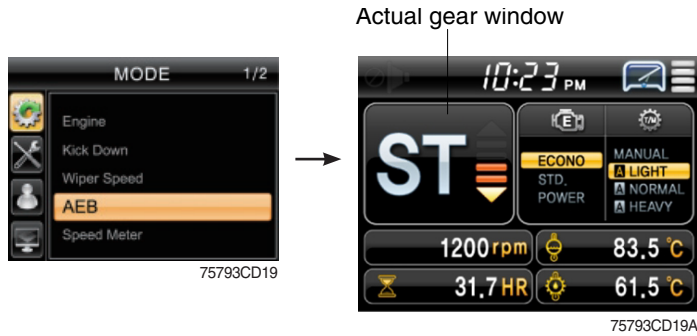 Actual gear window
MODE 1/2
Engine
Kick Down
Wiper Speed
AEB
Speed Meter
75793CD19
10:23 PM
ST
E
T/M
ECONO
STD.
POWER
MANUAL
A LIGHT
A NORMAL
A HEAVY
1200 rpm
83.5 °C
31.7 HR
61.5 °C
75793CD19A